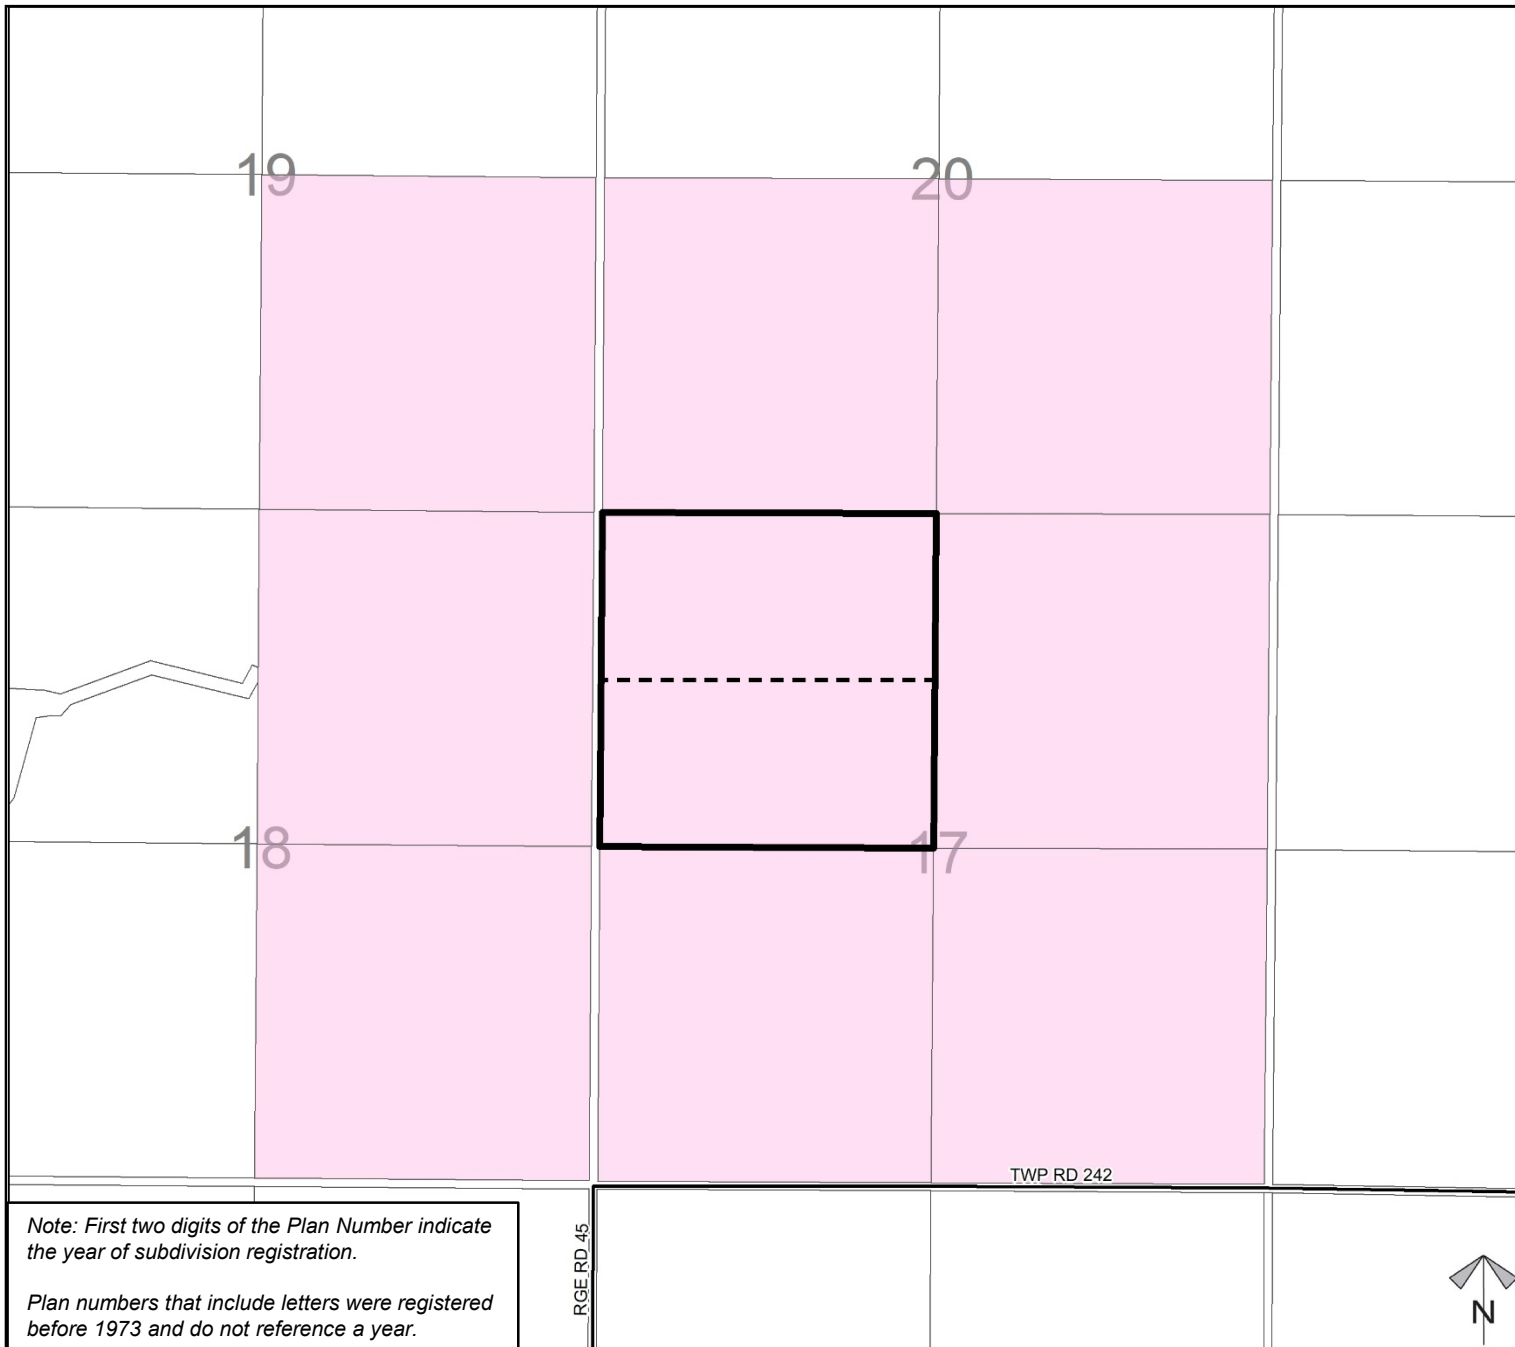 19
20
18
17
TWP RD 242
RGE RD 45
Note: First two digits of the Plan Number indicate
the year of subdivision registration.
Plan numbers that include letters were registered
before 1973 and do not reference a year.
N